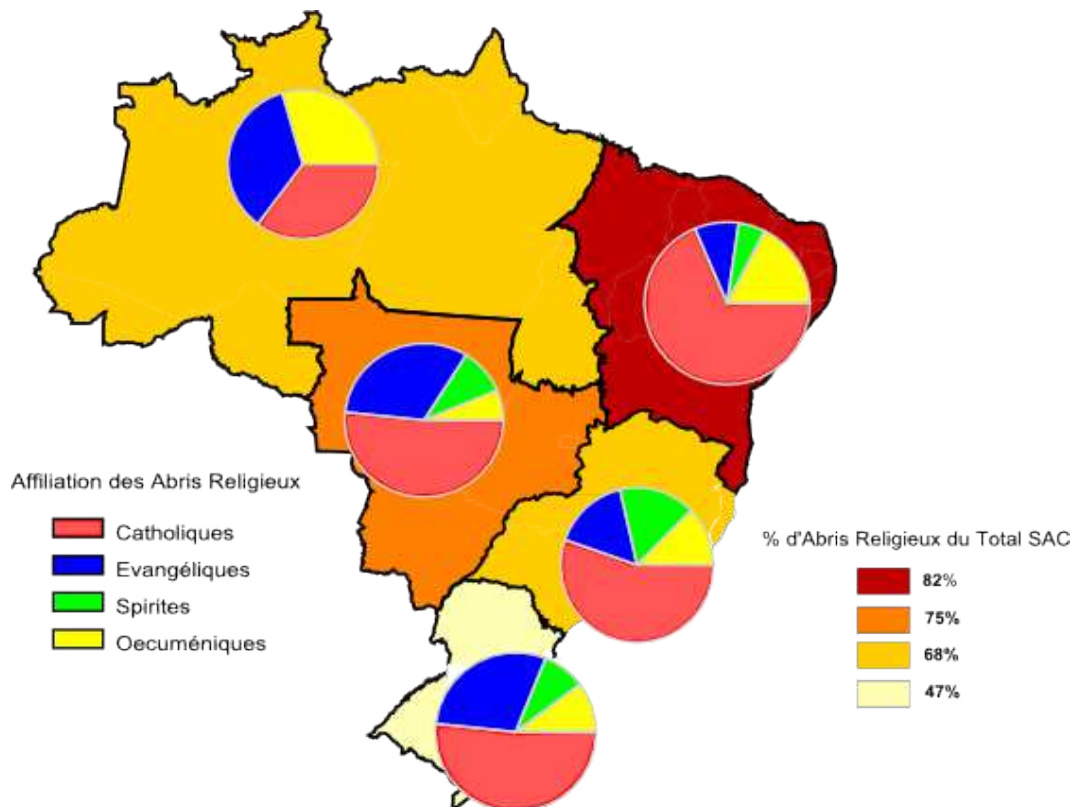 Affiliation des Abris Religieux
Catholiques
Evangéliques
Spirites
Oecuméniques
% d'Abris Religieux du Total SAC
82%
75%
68%
47%